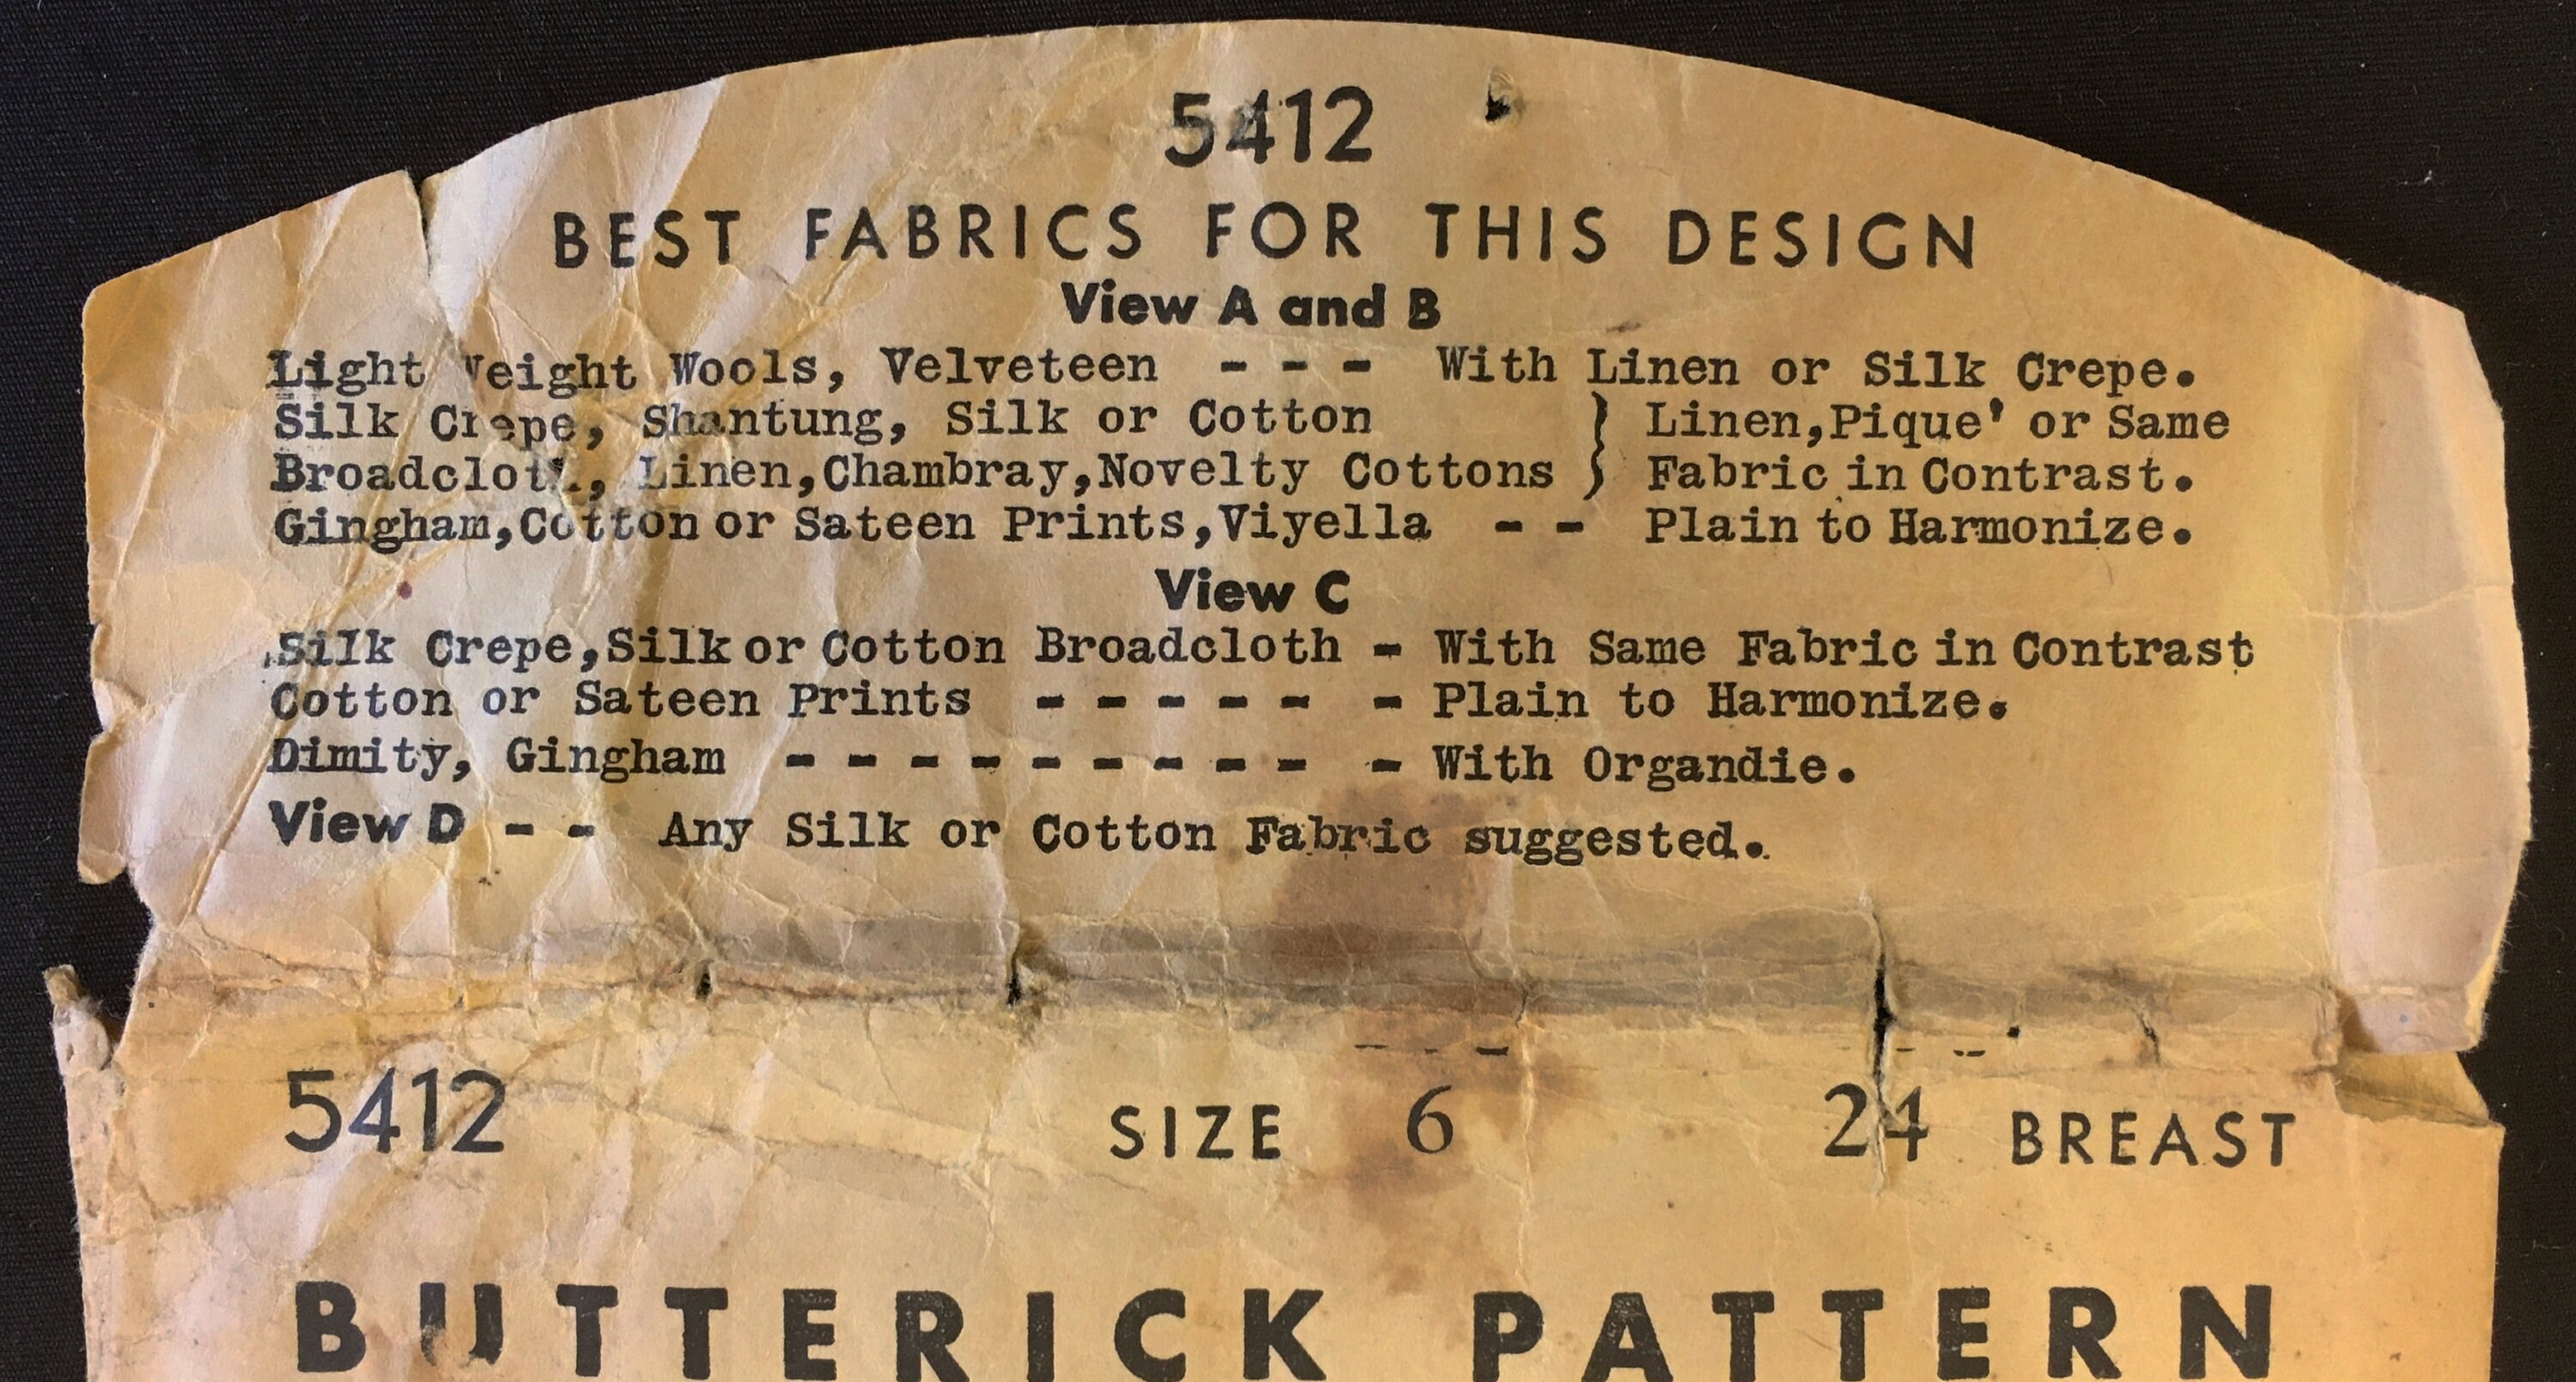 5412
BEST FABRICS FOR THIS DESIGN
View A and B
Light Weight Wools, Velveteen - - - With Linen or Silk Crepe.
Silk Crepe, Shantung, Silk or Cotton } Linen,Pique' or Same
Broadcloth, Linen,Chambray,Novelty Cottons } Fabric in Contrast.
Gingham,Cotton or Sateen Prints,Viyella - - Plain to Harmonize.
View C
Silk Crepe,Silk or Cotton Broadcloth - With Same Fabric in Contrast
Cotton or Sateen Prints - - - - - - Plain to Harmonize.
Dimity, Gingham - - - - - - - - - - With Organdie.
View D - - Any Silk or Cotton Fabric suggested.
5412 SIZE 6 24 BREAST
BUTTERICK PATTERN